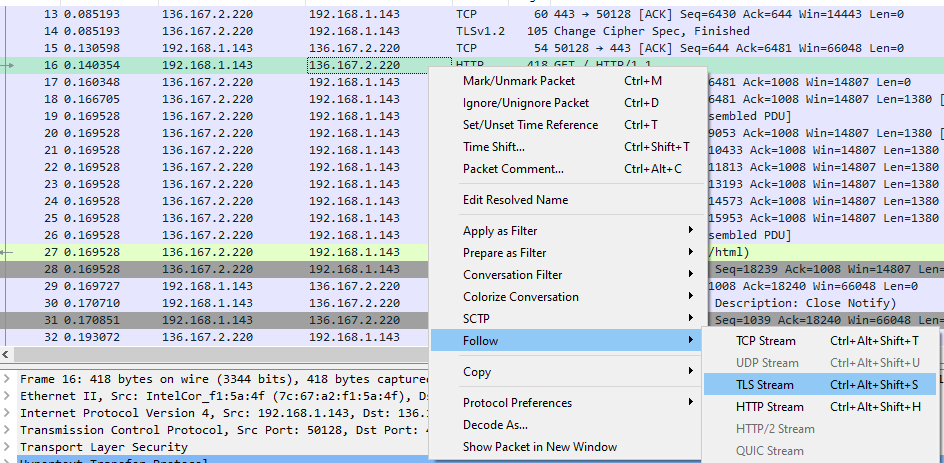 13 0.085193 136.167.2.220 192.168.1.143 TCP 60 443 → 50128 [ACK] Seq=6430 Ack=644 Win=14443 Len=0
14 0.085193 136.167.2.220 192.168.1.143 TLSv1.2 105 Change Cipher Spec, Finished
15 0.130598 192.168.1.143 136.167.2.220 TCP 54 50128 → 443 [ACK] Seq=644 Ack=6481 Win=66048 Len=0
16 0.140354 192.168.1.143 136.167.2.220 HTTP 418 GET / HTTP/1.1
17 0.160348 136.167.2.220 192.168.1.143 6481 Ack=1008 Win=14807 Len=0
18 0.166705 136.167.2.220 192.168.1.143 6481 Ack=1008 Win=14807 Len=1380 [
19 0.169528 136.167.2.220 192.168.1.143 sembled PDU]
20 0.169528 136.167.2.220 192.168.1.143 9053 Ack=1008 Win=14807 Len=1380 [
21 0.169528 136.167.2.220 192.168.1.143 10433 Ack=1008 Win=14807 Len=1380
22 0.169528 136.167.2.220 192.168.1.143 11813 Ack=1008 Win=14807 Len=1380
23 0.169528 136.167.2.220 192.168.1.143 13193 Ack=1008 Win=14807 Len=1380
24 0.169528 136.167.2.220 192.168.1.143 14573 Ack=1008 Win=14807 Len=1380
25 0.169528 136.167.2.220 192.168.1.143 15953 Ack=1008 Win=14807 Len=1380
26 0.169528 136.167.2.220 192.168.1.143 sembled PDU]
27 0.169528 136.167.2.220 192.168.1.143 /html)
28 0.169528 136.167.2.220 192.168.1.143 Seq=18239 Ack=1008 Win=14807 Len=
29 0.169727 192.168.1.143 136.167.2.220 1008 Ack=18240 Win=66048 Len=0
30 0.170710 192.168.1.143 136.167.2.220 Description: Close Notify)
31 0.170851 192.168.1.143 136.167.2.220 Seq=1039 Ack=18240 Win=66048 Len=
32 0.193072 136.167.2.220 192.168.1.143
Mark/Unmark Packet Ctrl+M
Ignore/Unignore Packet Ctrl+D
Set/Unset Time Reference Ctrl+T
Time Shift... Ctrl+Shift+T
Packet Comment... Ctrl+Alt+C
Edit Resolved Name
Apply as Filter
Prepare as Filter
Conversation Filter
Colorize Conversation
SCTP
Follow
Copy
Protocol Preferences
Decode As...
Show Packet in New Window
TCP Stream Ctrl+Alt+Shift+T
UDP Stream Ctrl+Alt+Shift+U
TLS Stream Ctrl+Alt+Shift+S
HTTP Stream Ctrl+Alt+Shift+H
HTTP/2 Stream
QUIC Stream
Frame 16: 418 bytes on wire (3344 bits), 418 bytes captured
Ethernet II, Src: IntelCor_f1:5a:4f (7c:67:a2:f1:5a:4f), D
Internet Protocol Version 4, Src: 192.168.1.143, Dst: 136.1
Transmission Control Protocol, Src Port: 50128, Dst Port: 4
Transport Layer Security
Hypertext Transfer Protocol